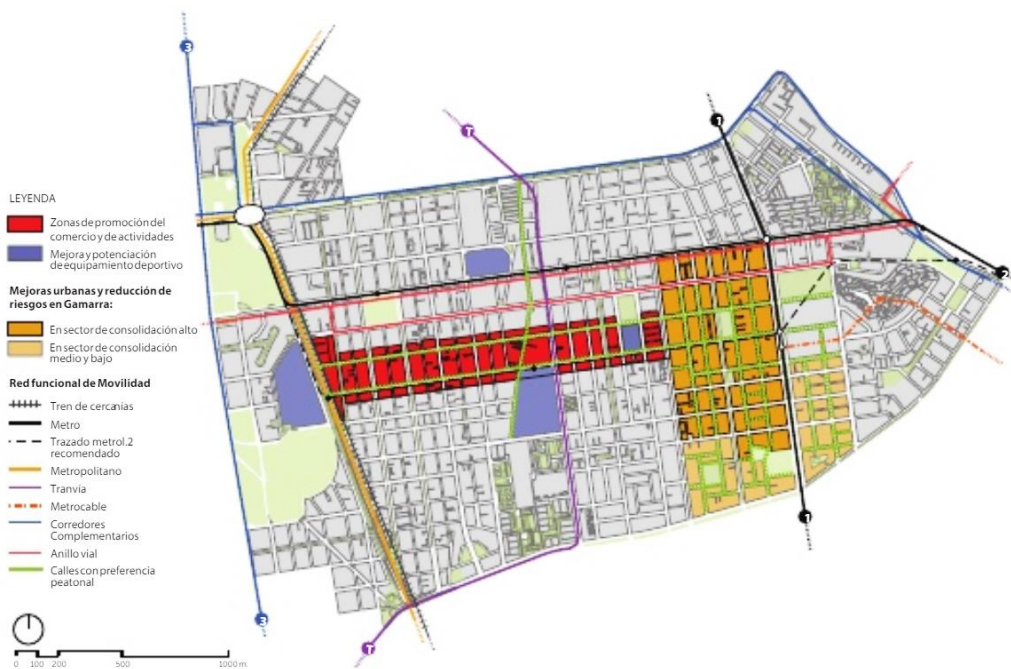 3
T
1
2
LEYENDA
Zonas de promoción del
comercio y de actividades
Mejora y potenciación
de equipamiento deportivo
Mejoras urbanas y reducción de
riesgos en Gamarra:
En sector de consolidación alto
En sector de consolidación
medio y bajo
Red funcional de Movilidad
Tren de cercanías
Metro
Trazado metrol.2
recomendado
Metropolitano
Tranvía
Metrocable
Corredores
Complementarios
Anillo vial
Calles con preferencia
peatonal
1
3
T
0 100 200 500 1000 m.